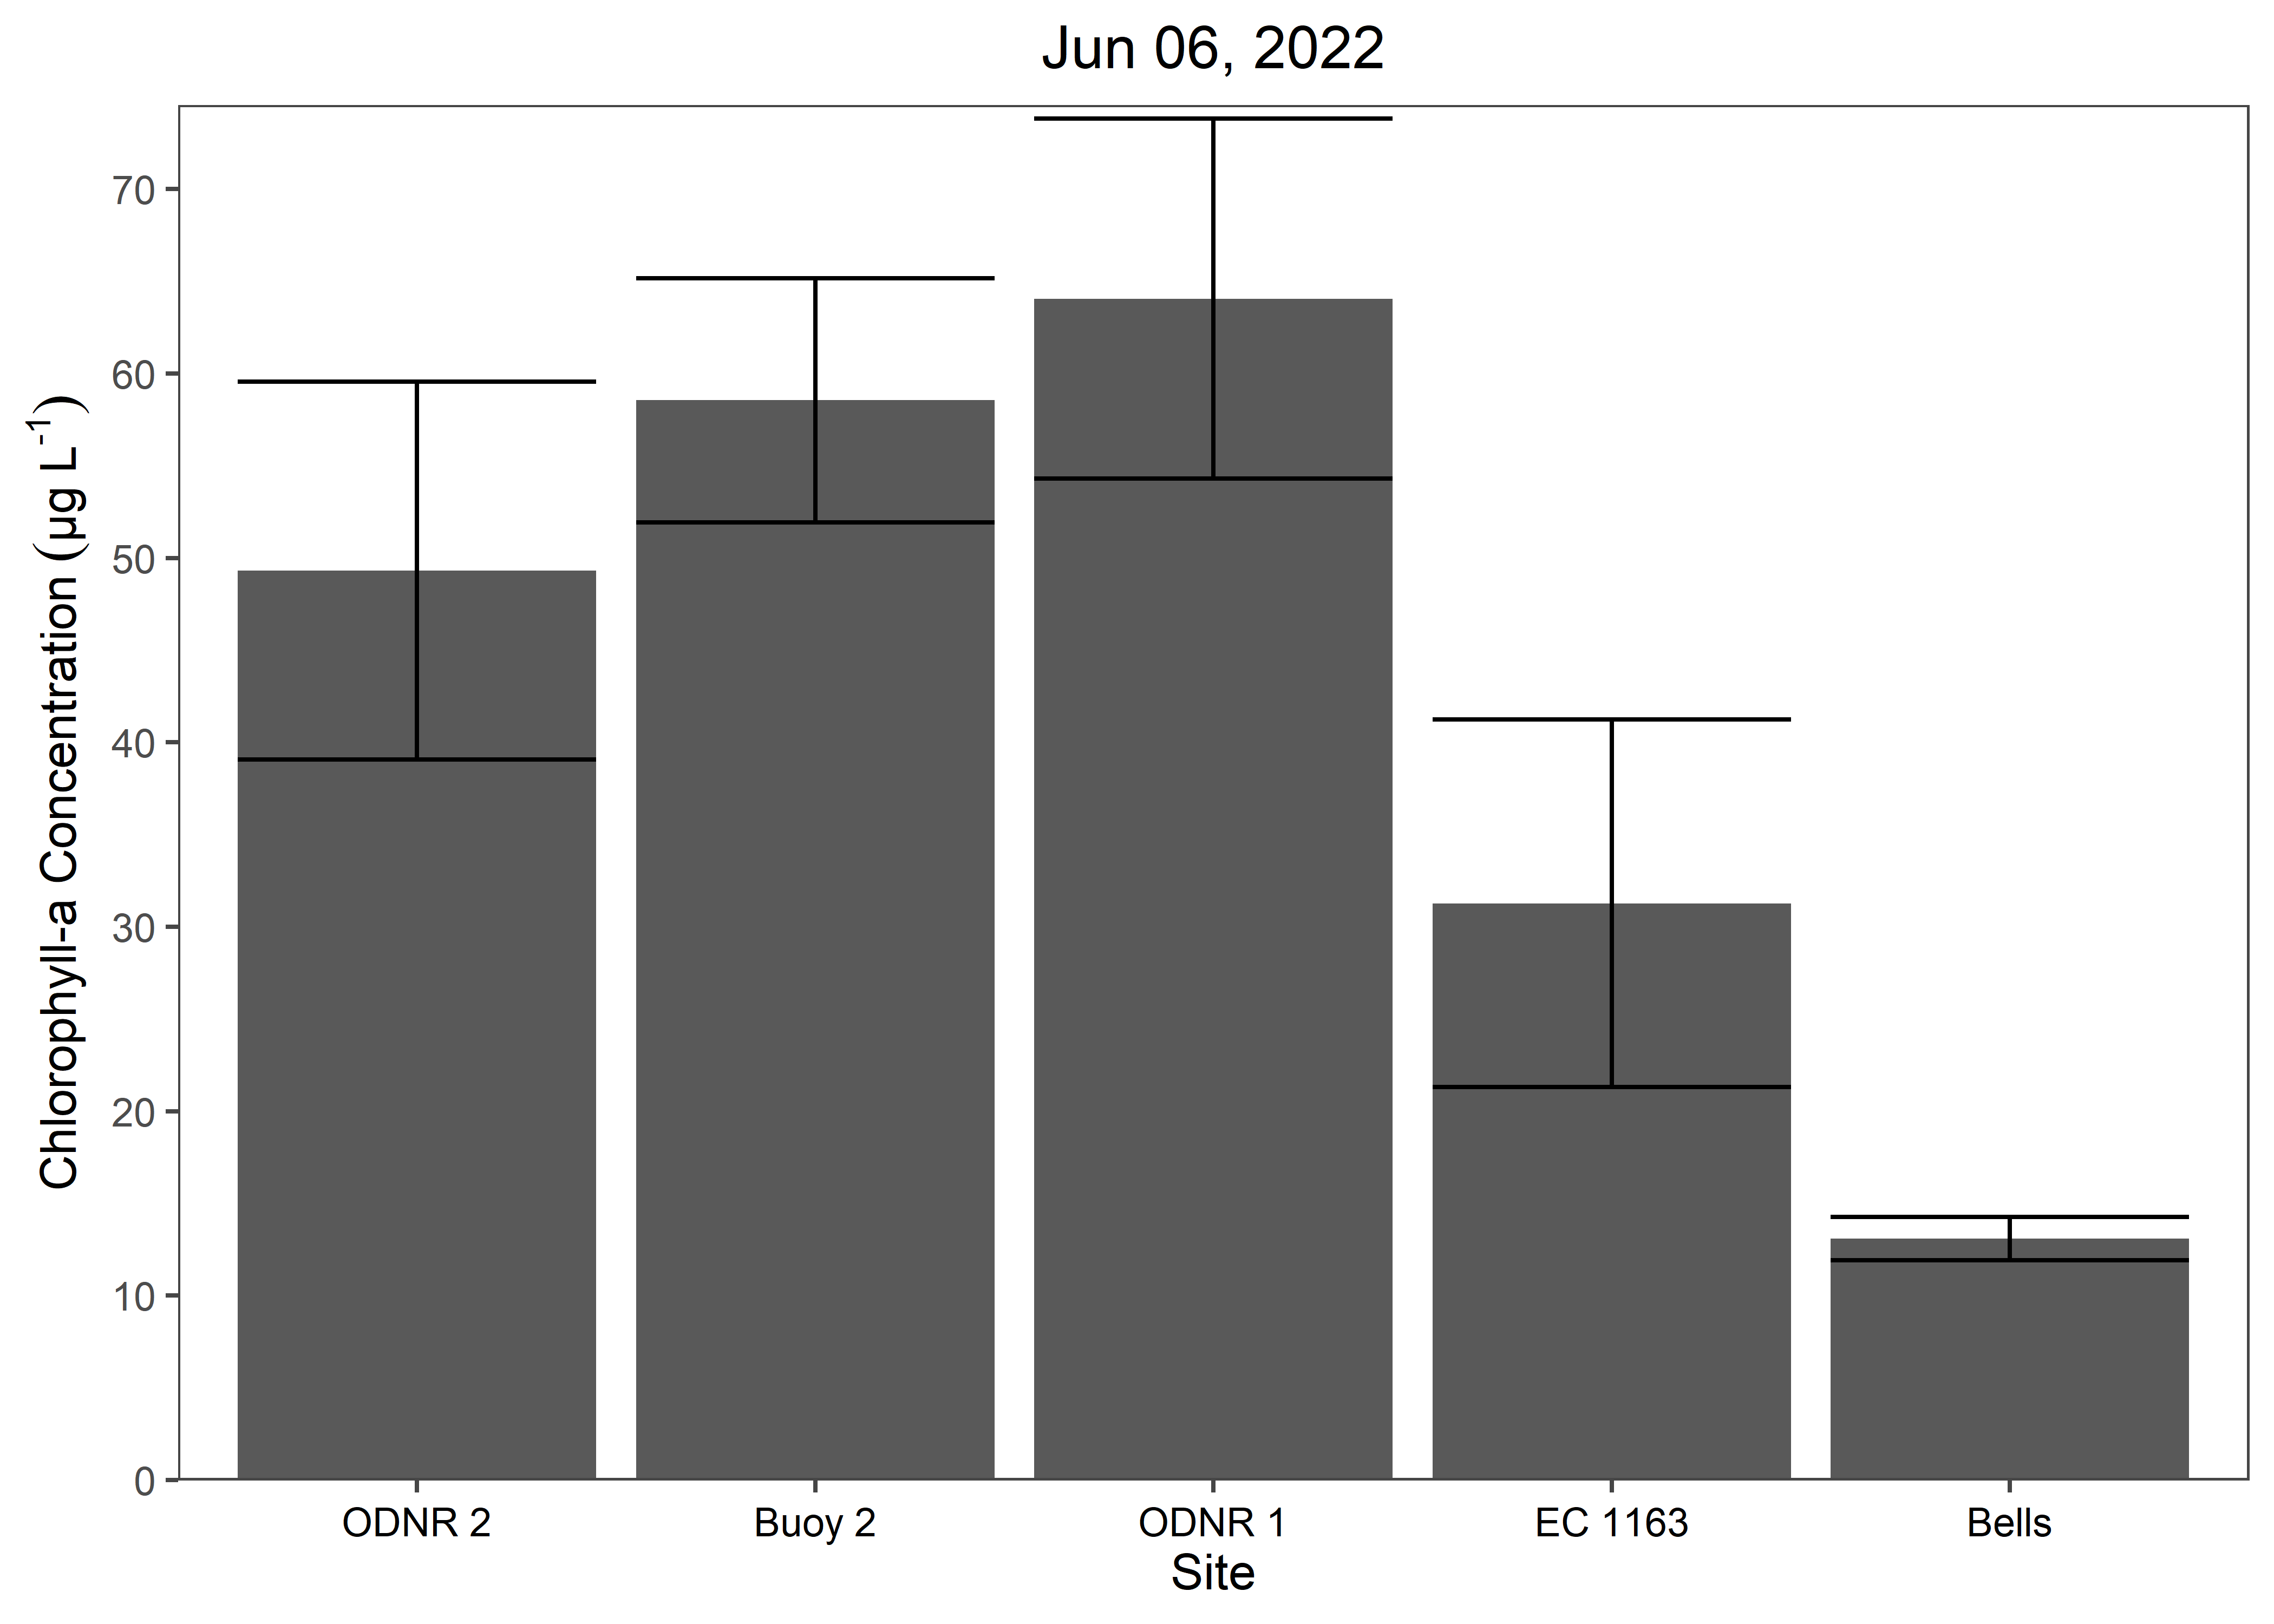 Jun 06, 2022
Chlorophyll-a Concentration (µg L⁻¹)
70
60
50
40
30
20
10
0
ODNR 2 Buoy 2 ODNR 1 EC 1163 Bells
Site